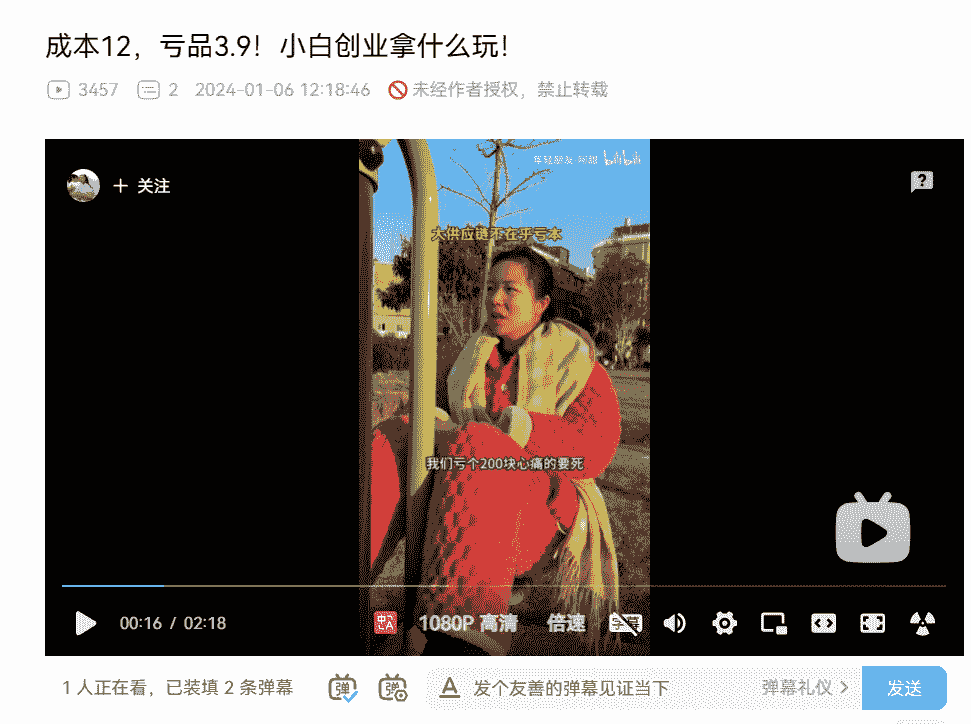 成本12，亏品3.9！小白创业拿什么玩！
3457 2 2024-01-06 12:18:46 未经作者授权，禁止转载
bilibili
+ 关注
大供应链不在乎亏本
我们亏个200块心痛的要死
00:16 / 02:18 1080P 高清 倍速 字幕
1 人正在看，已装填 2 条弹幕 弹 弹 A 发个友善的弹幕见证当下 弹幕礼仪 > 发送